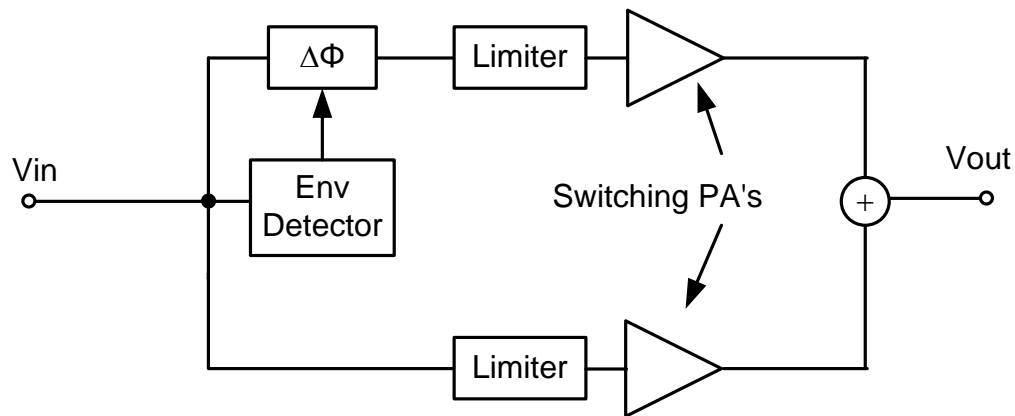 ΔΦ
Limiter
Vin
Env
Detector
Switching PA's
+
Vout
Limiter